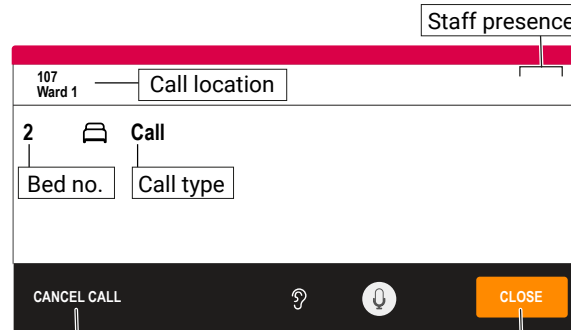 Staff presence
107
Ward 1
Call location
2 Call
Bed no. Call type
CANCEL CALL CLOSE